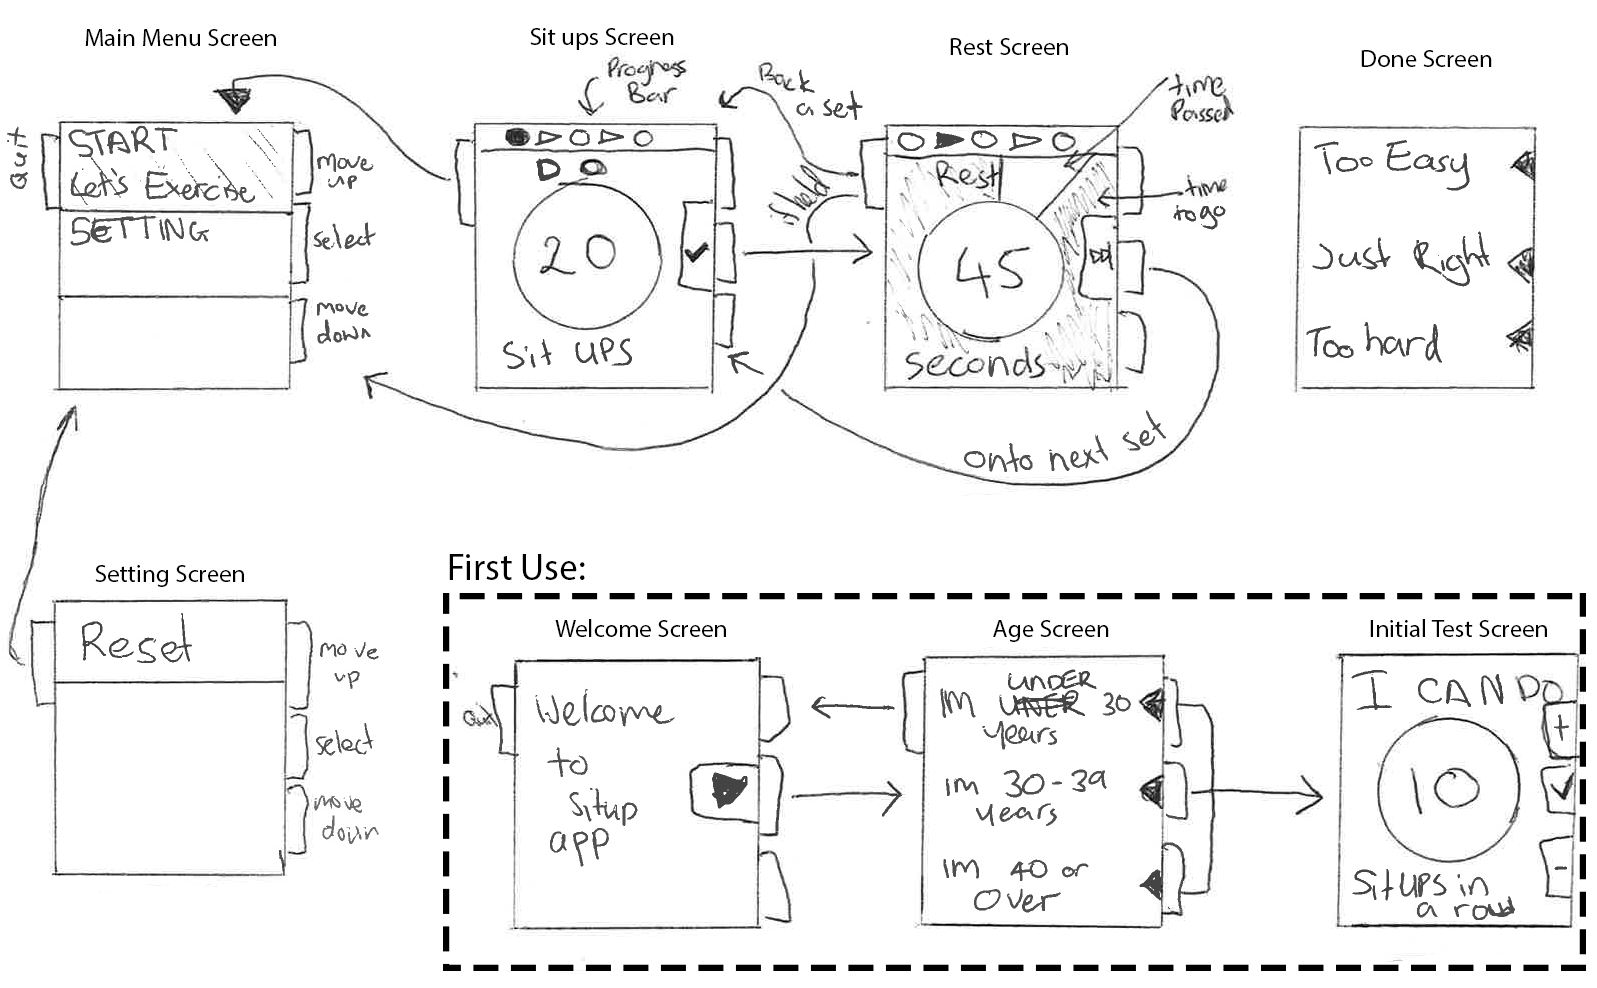 Main Menu Screen
Quit
START
Let's Exercise
SETTING
move
up
select
move
down
Sit ups Screen
Progress
Bar
20
Sit UPS
Back
a set
if held
Rest Screen
Rest
45
seconds
time
Passed
time
to go
onto next set
Done Screen
Too Easy
Just Right
Too hard
Setting Screen
Reset
move
up
select
move
down
First Use:
Welcome Screen
Quit
Welcome
to
Situp
app
Age Screen
IM UNDER UNER 30
years
im 30-39
years
IM 40 or
Over
Initial Test Screen
I CAN DO
+
10
-
Sit UPS in
a row